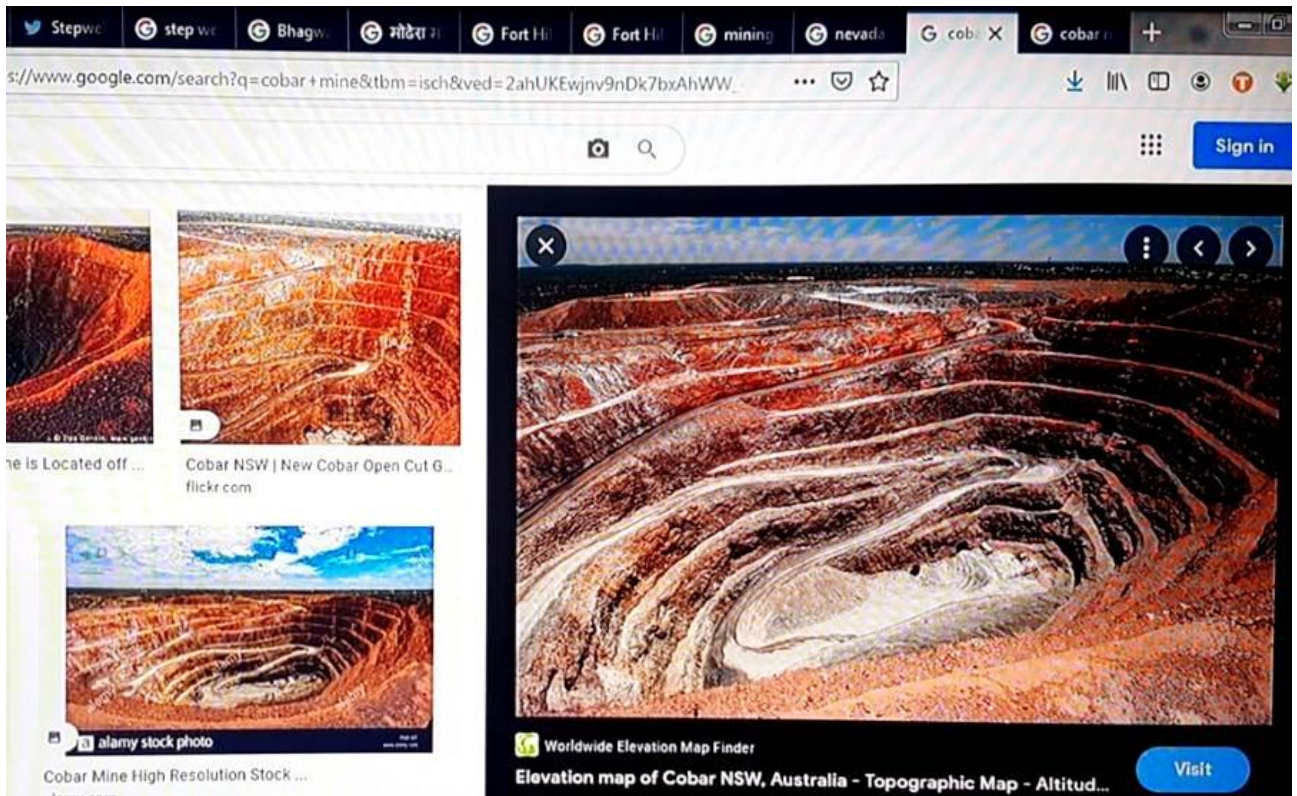 Stepwe
step we
Bhagw
मोढेरा म
Fort Hil
Fort Hil
mining
nevada
cob
cobar
s://www.google.com/search?q=cobar+mine&tbm=isch&ved=2ahUKEwjnv9nDk7bxAhWW_
Sign in
ne is Located off ...
Cobar NSW | New Cobar Open Cut G...
flickr.com
a alamy stock photo
Cobar Mine High Resolution Stock ...
Worldwide Elevation Map Finder
Elevation map of Cobar NSW, Australia - Topographic Map - Altitud...
Visit